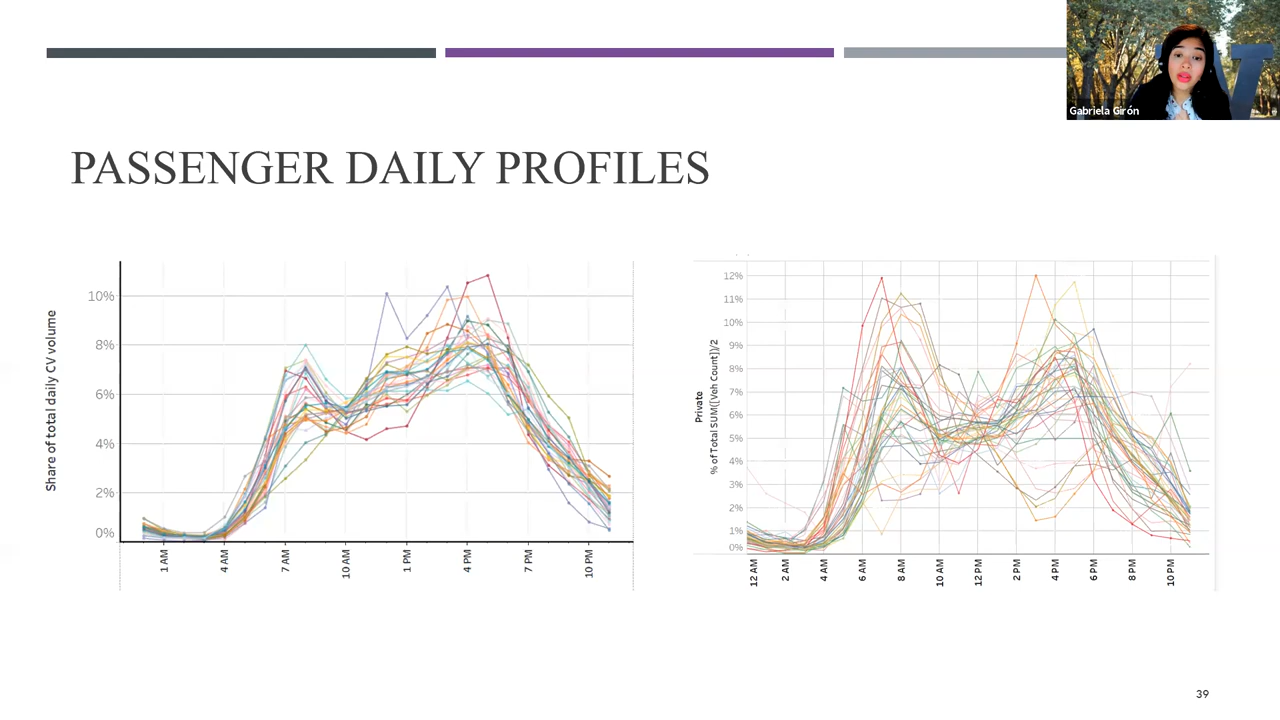 Gabriela Girón
PASSENGER DAILY PROFILES
Share of total daily CV volume
10%
8%
6%
4%
2%
0%
1 AM
4 AM
7 AM
10 AM
1 PM
4 PM
7 PM
10 PM
Private
% of Total SUM([Veh Count])/2
12%
11%
10%
9%
8%
7%
6%
5%
4%
3%
2%
1%
0%
12 AM
2 AM
4 AM
6 AM
8 AM
10 AM
12 PM
2 PM
4 PM
6 PM
8 PM
10 PM
39